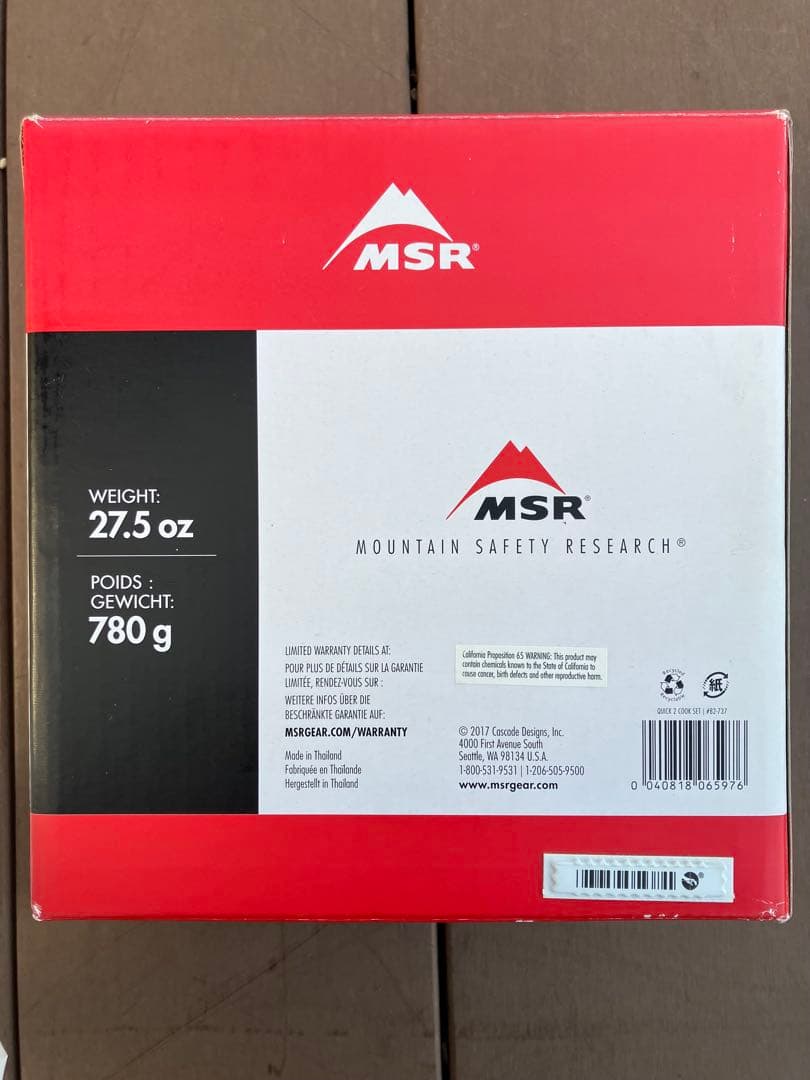 MSR®
WEIGHT:
27.5 oz
POIDS :
GEWICHT:
780 g
MSR®
MOUNTAIN SAFETY RESEARCH®
LIMITED WARRANTY DETAILS AT:
POUR PLUS DE DÉTAILS SUR LA GARANTIE
LIMITÉE, RENDEZ-VOUS SUR :
WEITERE INFOS ÜBER DIE
BESCHRÄNKTE GARANTIE AUF:
MSRGEAR.COM/WARRANTY
Made in Thailand
Fabriquée en Thaïlande
Hergestellt in Thailand
California Proposition 65 WARNING: This product may
contain chemicals known to the State of California to
cause cancer, birth defects and other reproductive harm.
© 2017 Cascade Designs, Inc.
4000 First Avenue South
Seattle, WA 98134 U.S.A.
1-800-531-9531 | 1-206-505-9500
www.msrgear.com
Recycled
Recyclable
紙
QUICK 2 COOK SET | #82-737
0 040818 065976